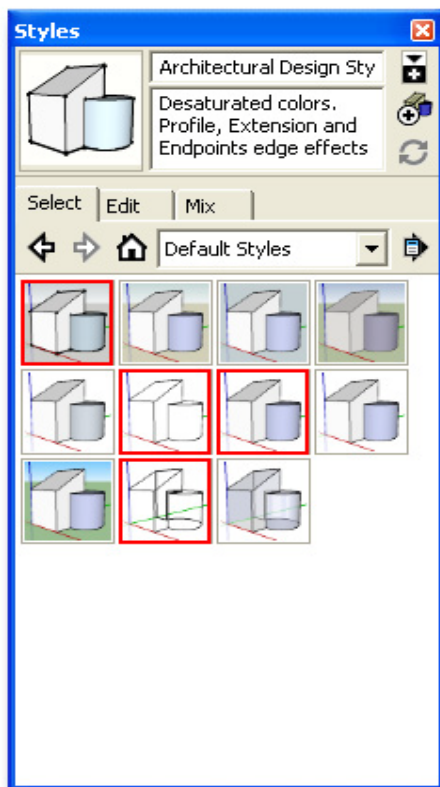 Styles
Architectural Design Sty
Desaturated colors.
Profile, Extension and
Endpoints edge effects
Select Edit Mix
Default Styles